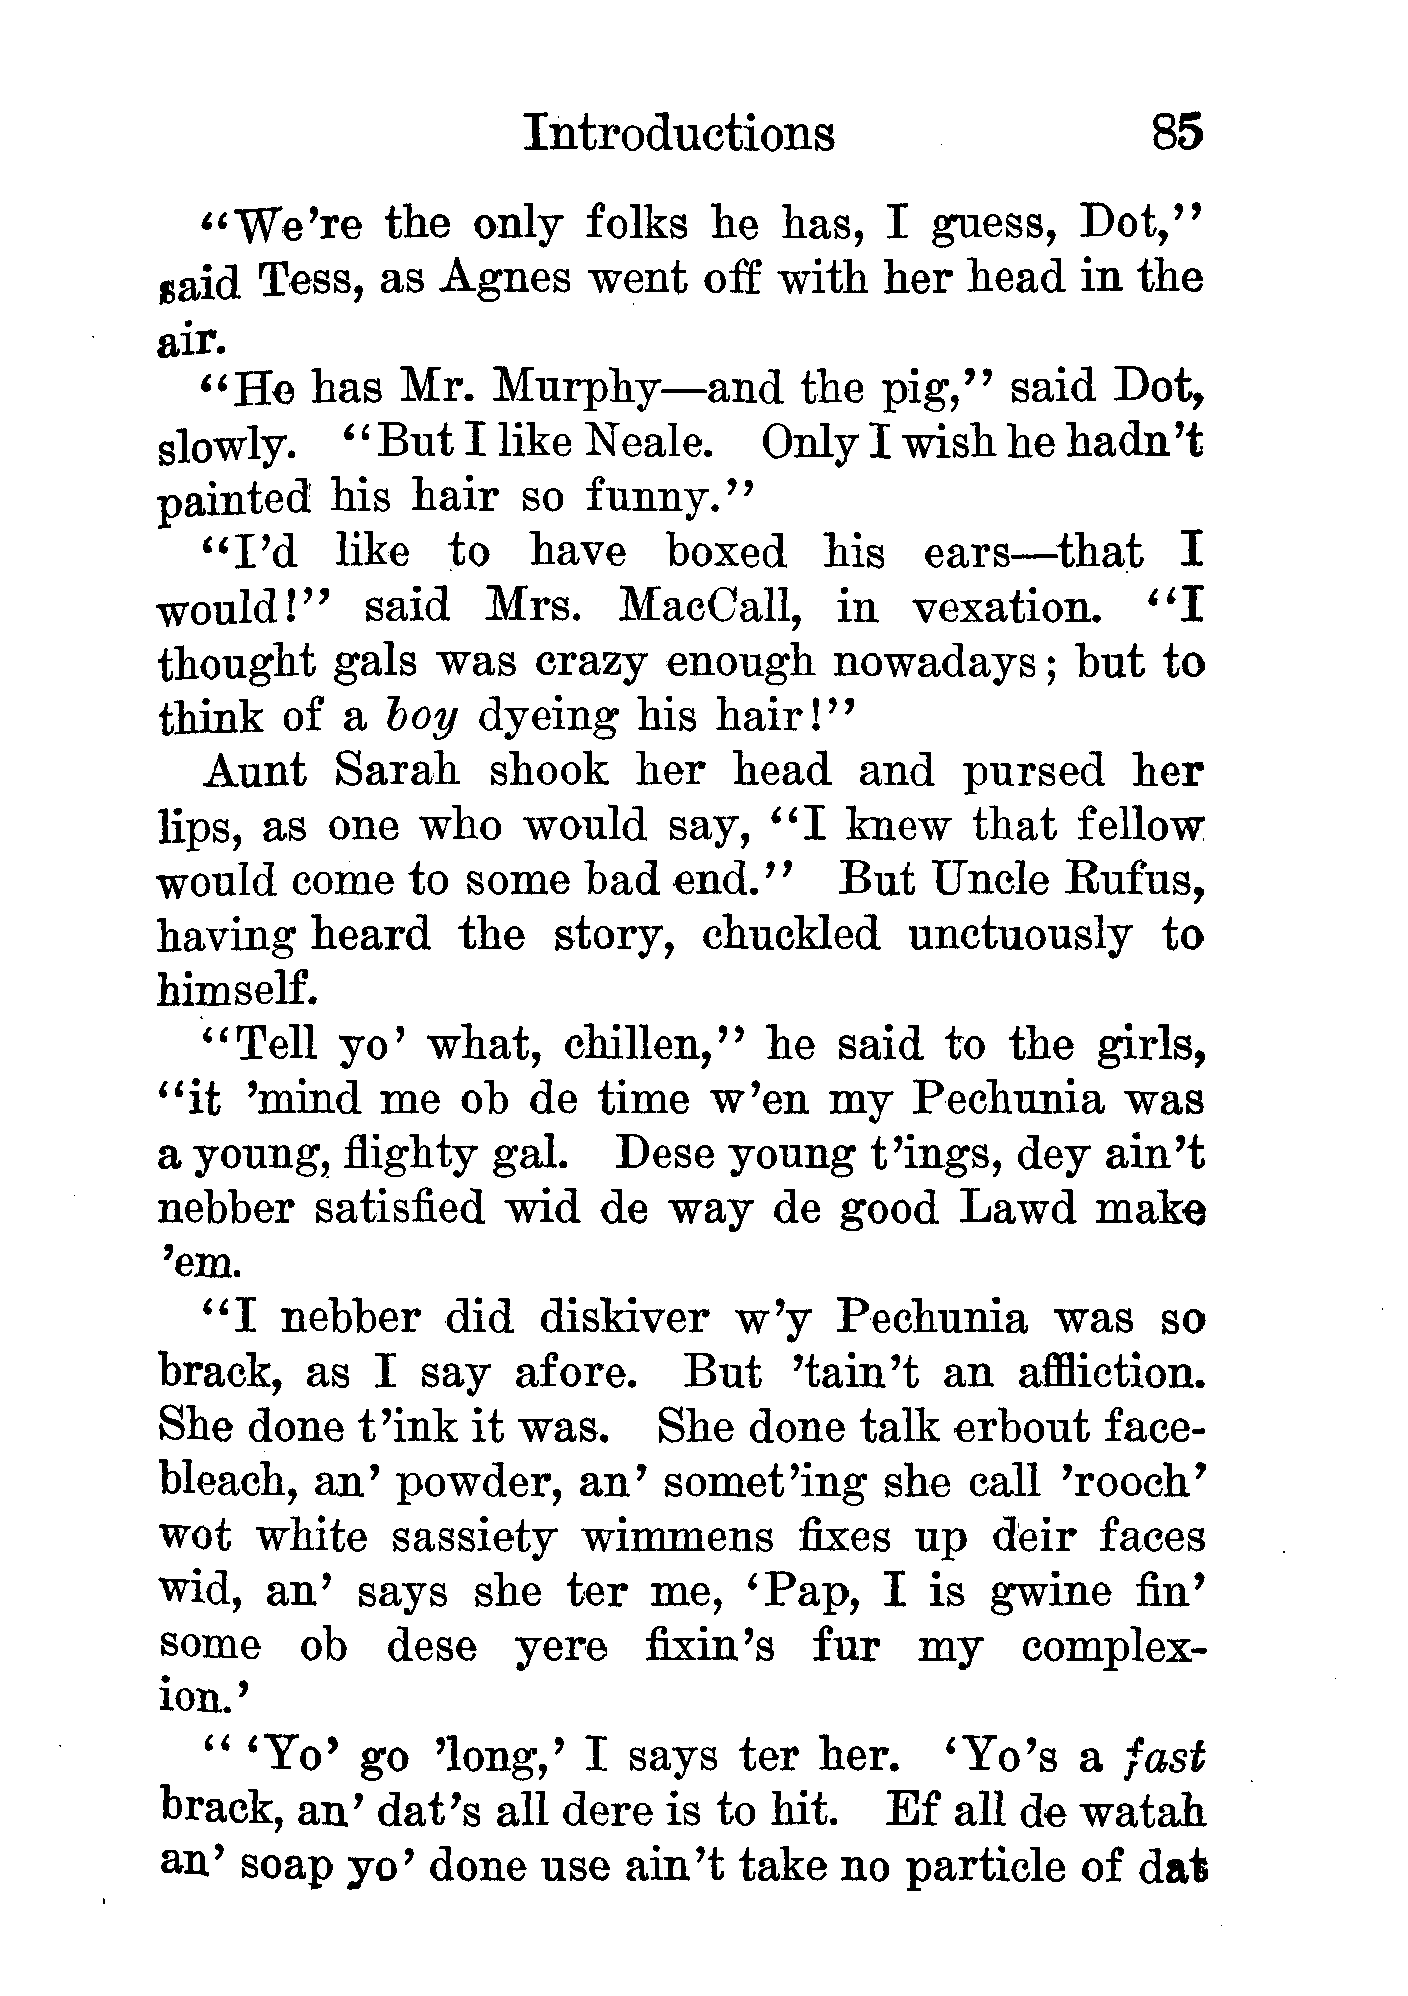 Introductions 85
“We’re the only folks he has, I guess, Dot,”
said Tess, as Agnes went off with her head in the
air.
“He has Mr. Murphy—and the pig,” said Dot,
slowly. “But I like Neale. Only I wish he hadn’t
painted his hair so funny.”
“I’d like to have boxed his ears—that I
would!” said Mrs. MacCall, in vexation. “I
thought gals was crazy enough nowadays; but to
think of a boy dyeing his hair!”
Aunt Sarah shook her head and pursed her
lips, as one who would say, “I knew that fellow
would come to some bad end.” But Uncle Rufus,
having heard the story, chuckled unctuously to
himself.
“Tell yo’ what, chillen,” he said to the girls,
“it ’mind me ob de time w’en my Pechunia was
a young, flighty gal. Dese young t’ings, dey ain’t
nebber satisfied wid de way de good Lawd make
’em.
“I nebber did diskiver w’y Pechunia was so
brack, as I say afore. But ’tain’t an affliction.
She done t’ink it was. She done talk erbout face-
bleach, an’ powder, an’ somet’ing she call ’rooch’
wot white sassiety wimmens fixes up deir faces
wid, an’ says she ter me, ‘Pap, I is gwine fin’
some ob dese yere fixin’s fur my complex-
ion.’
“ ‘Yo’ go ’long,’ I says ter her. ‘Yo’s a fast
brack, an’ dat’s all dere is to hit. Ef all de watah
an’ soap yo’ done use ain’t take no particle of dat